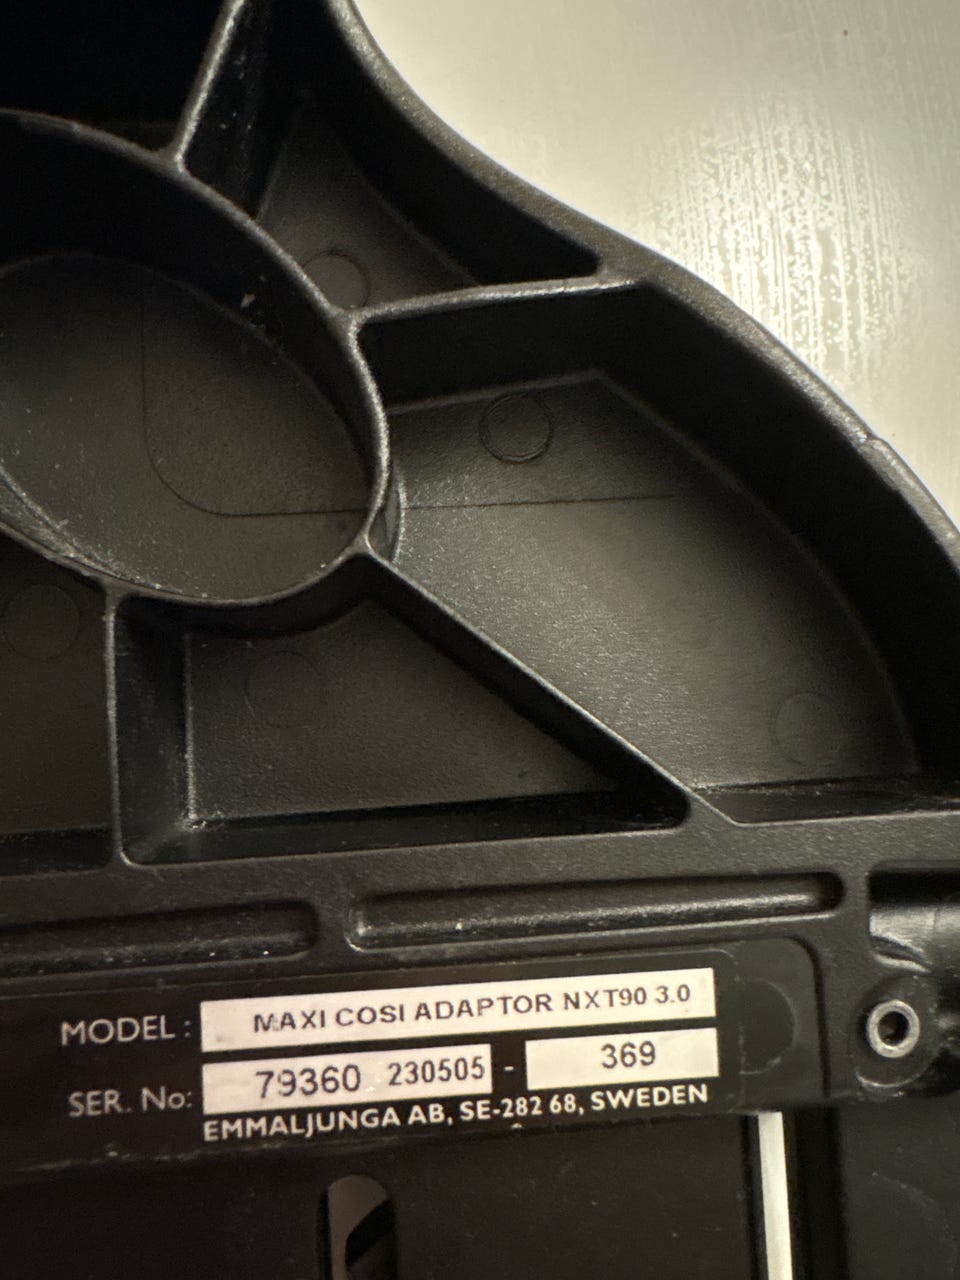 MODEL : MAXI COSI ADAPTOR NXT90 3.0
SER. No: 79360 230505 - 369
EMMALJUNGA AB, SE-282 68, SWEDEN